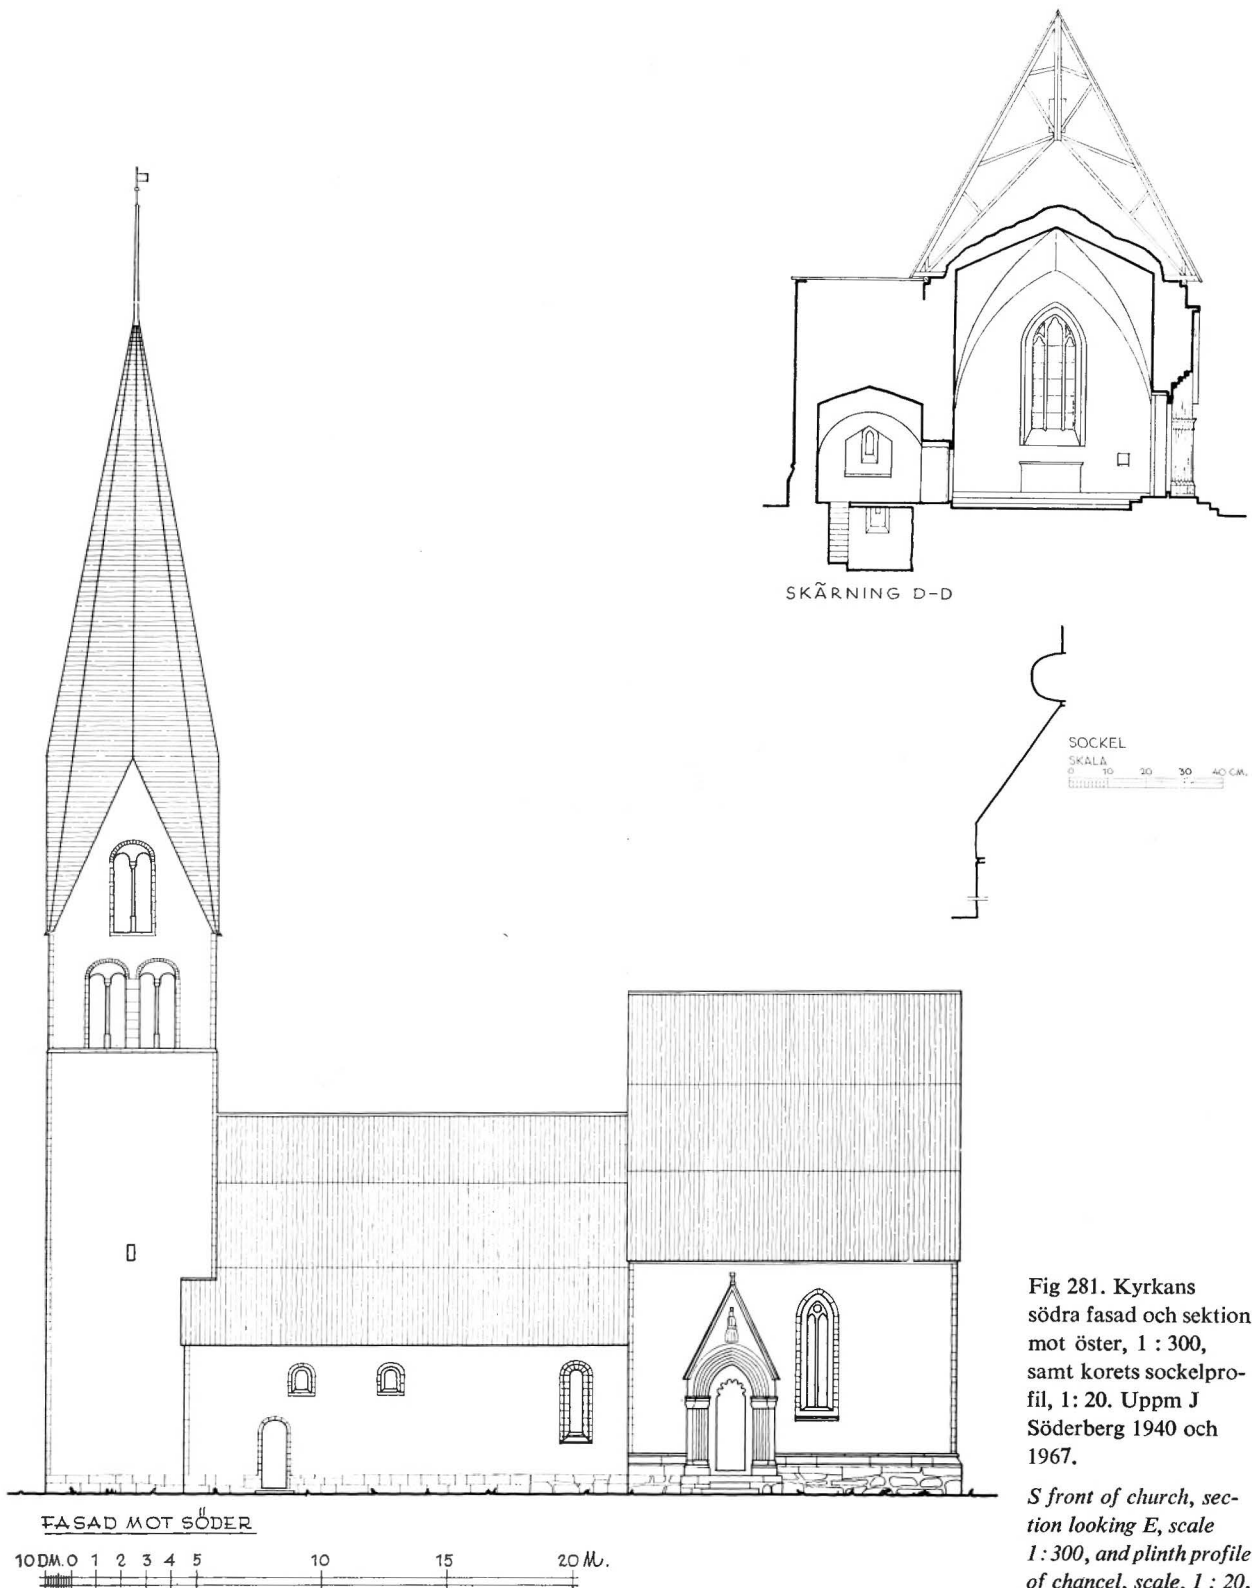 SKÄRNING D-D
SOCKEL
SKALA
0 10 20 30 40 CM.
Fig 281. Kyrkans
södra fasad och sektion
mot öster, 1 : 300,
samt korets sockelpro-
fil, 1: 20. Uppm J
Söderberg 1940 och
1967.
S front of church, sec-
tion looking E, scale
1 : 300, and plinth profile
of chancel, scale, 1 : 20.
FASAD MOT SÖDER
10 DM. 0 1 2 3 4 5 10 15 20 M.